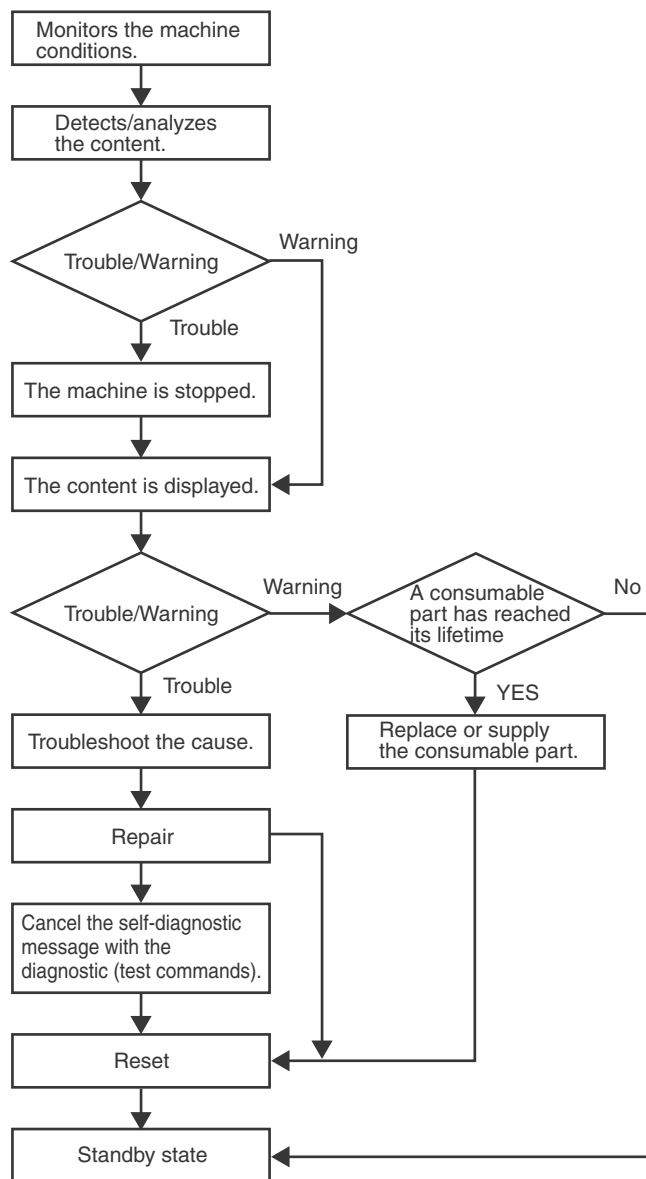 Monitors the machine
conditions.
Detects/analyzes
the content.
Trouble/Warning
Warning
Trouble
The machine is stopped.
The content is displayed.
Trouble/Warning
Warning
A consumable
part has reached
its lifetime
No
Trouble
YES
Troubleshoot the cause.
Replace or supply
the consumable part.
Repair
Cancel the self-diagnostic
message with the
diagnostic (test commands).
Reset
Standby state